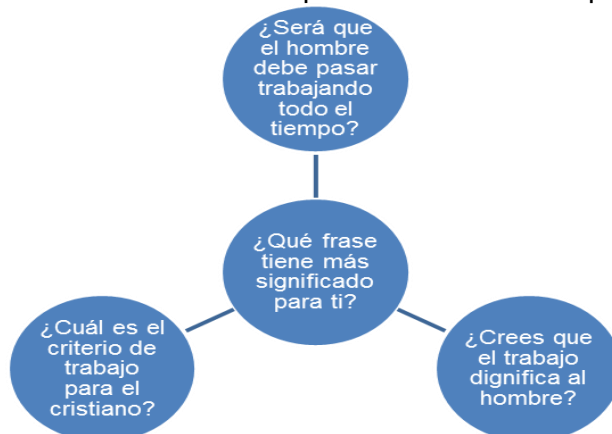 ¿Será que
el hombre
debe pasar
trabajando
todo el
tiempo?
¿Qué frase
tiene más
significado
para ti?
¿Cuál es el
criterio de
trabajo
para el
cristiano?
¿Crees que
el trabajo
dignifica al
hombre?